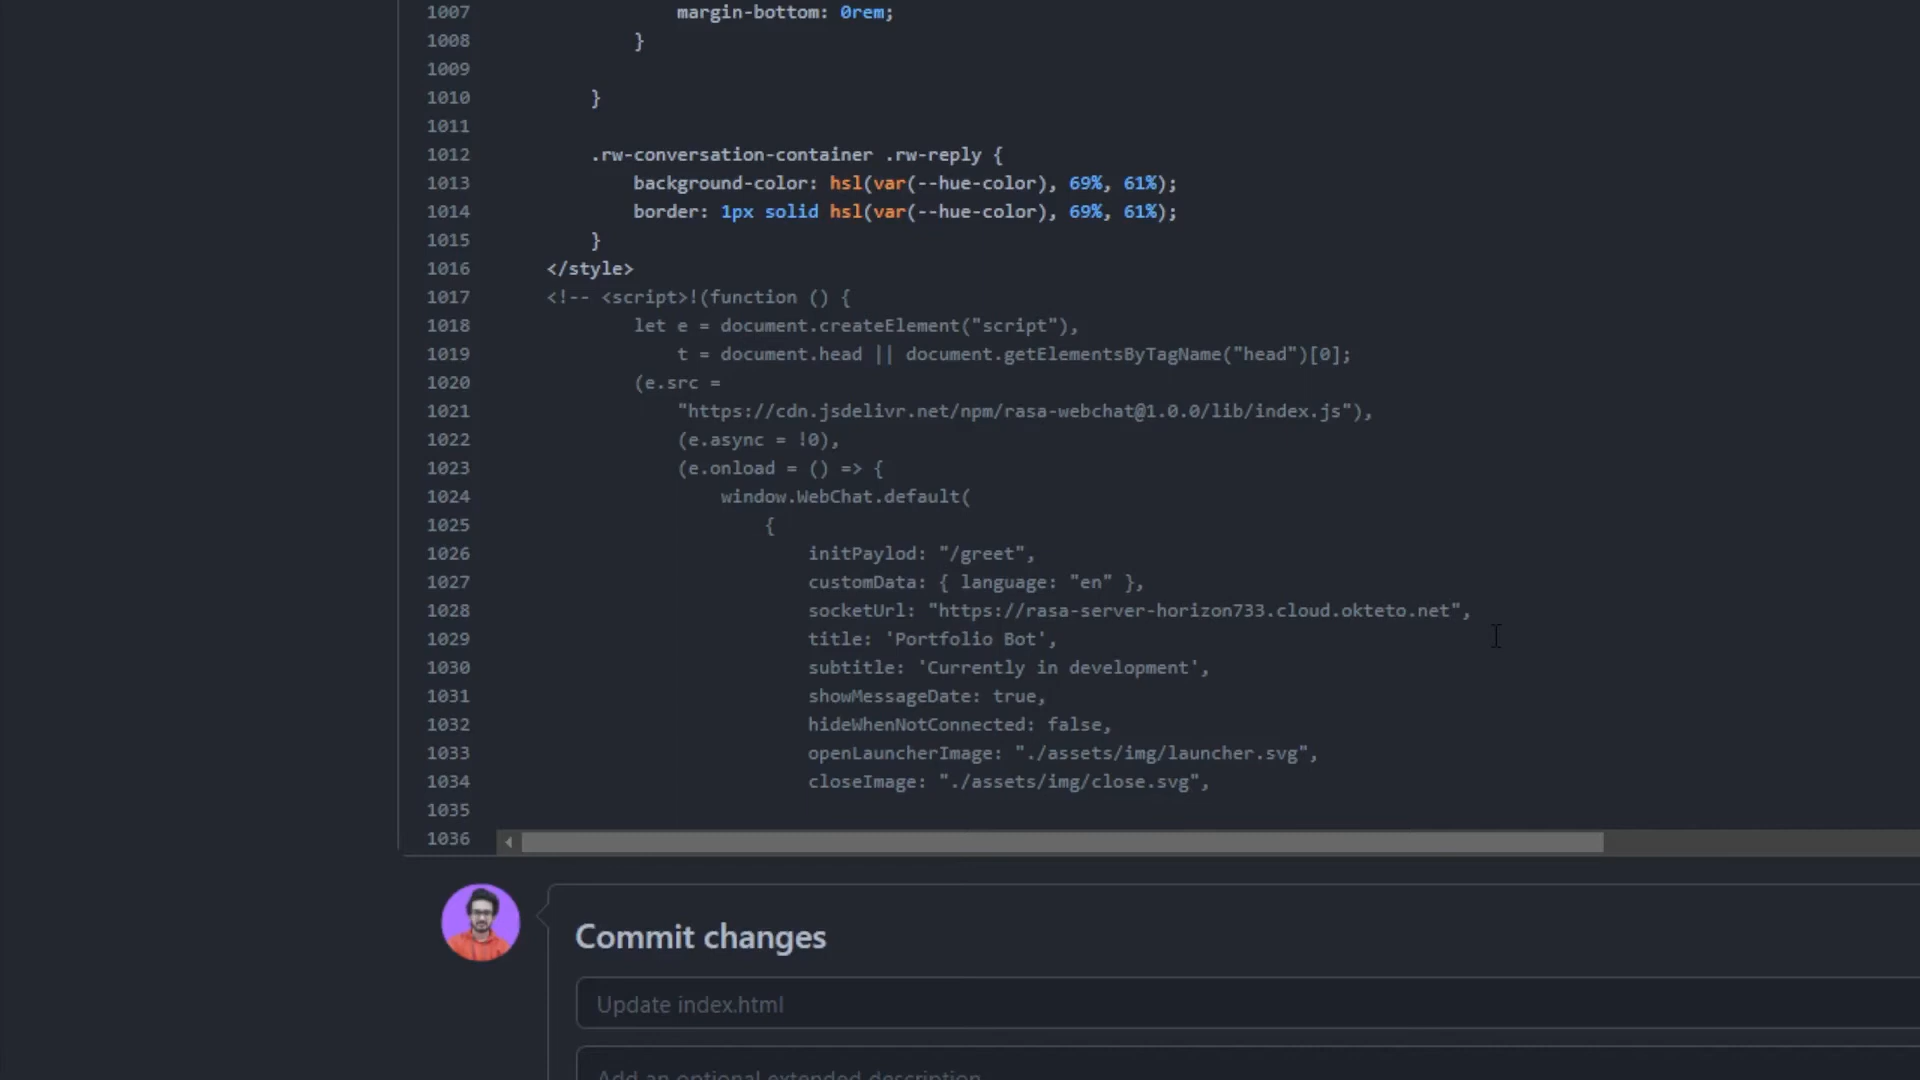 1007 margin-bottom: 0rem;
1008 }
1009
1010 }
1011
1012 .rw-conversation-container .rw-reply {
1013 background-color: hsl(var(--hue-color), 69%, 61%);
1014 border: 1px solid hsl(var(--hue-color), 69%, 61%);
1015 }
1016 </style>
1017 <!-- <script>!(function () {
1018 let e = document.createElement("script"),
1019 t = document.head || document.getElementsByTagName("head")[0];
1020 (e.src =
1021 "https://cdn.jsdelivr.net/npm/rasa-webchat@1.0.0/lib/index.js"),
1022 (e.async = !0),
1023 (e.onload = () => {
1024 window.WebChat.default(
1025 {
1026 initPaylod: "/greet",
1027 customData: { language: "en" },
1028 socketUrl: "https://rasa-server-horizon733.cloud.okteto.net",
1029 title: 'Portfolio Bot',
1030 subtitle: 'Currently in development',
1031 showMessageDate: true,
1032 hideWhenNotConnected: false,
1033 openLauncherImage: "./assets/img/launcher.svg",
1034 closeImage: "./assets/img/close.svg",
1035
1036
Commit changes
Update index.html
Add an optional extended description